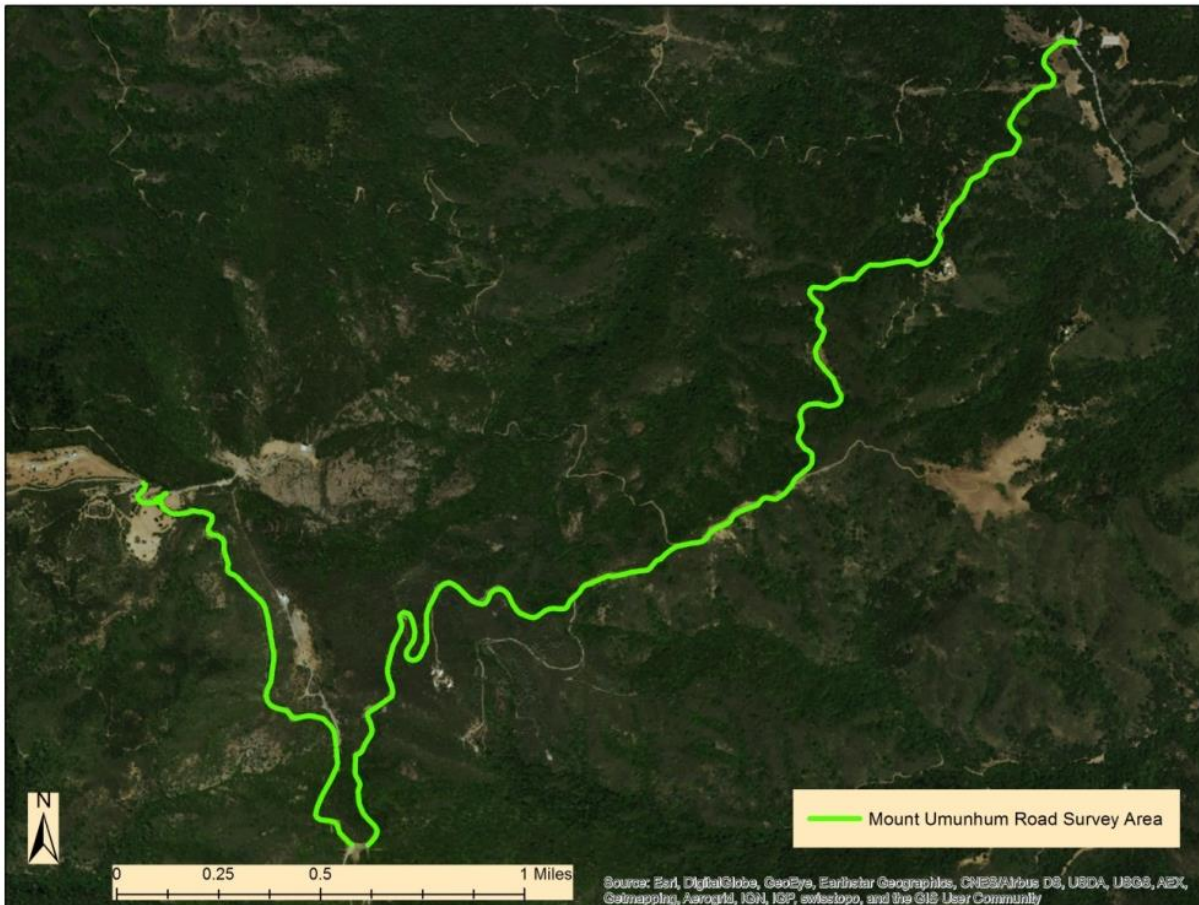 N
0 0.25 0.5 1 Miles
Mount Umunhum Road Survey Area
Source: Esri, DigitalGlobe, GeoEye, Earthstar Geographics, CNES/Airbus DS, USDA, USGS, AEX,
Getmapping, Aerogrid, IGN, IGP, swisstopo, and the GIS User Community